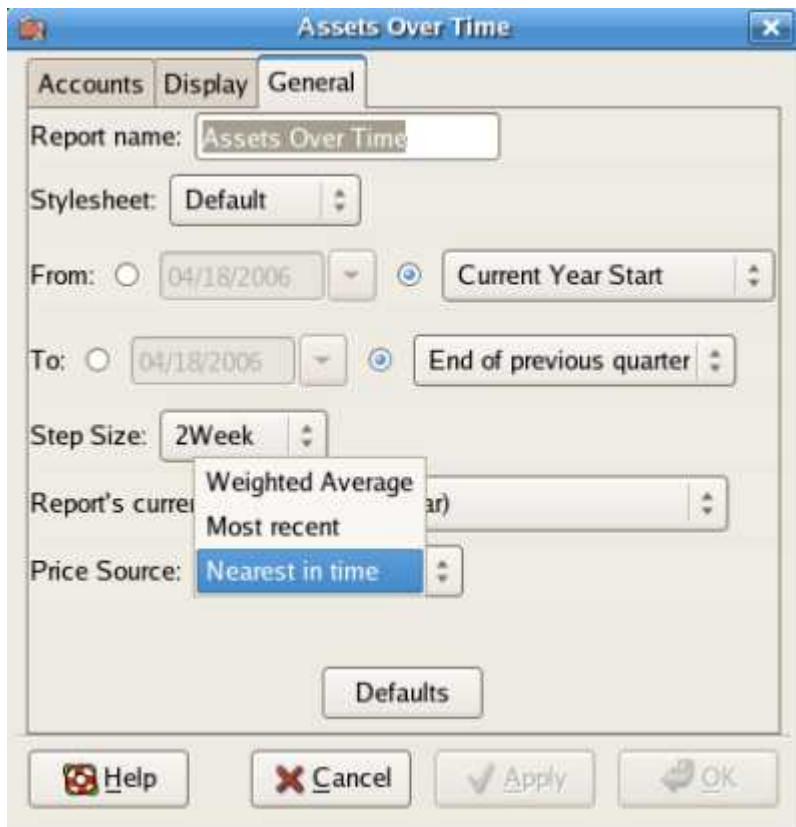 Assets Over Time
Accounts Display General
Report name: Assets Over Time
Stylesheet: Default
From: 04/18/2006 Current Year Start
To: 04/18/2006 End of previous quarter
Step Size: 2Week
Weighted Average
Report's curre ar)
Most recent
Price Source: Nearest in time
Defaults
Help Cancel Apply OK